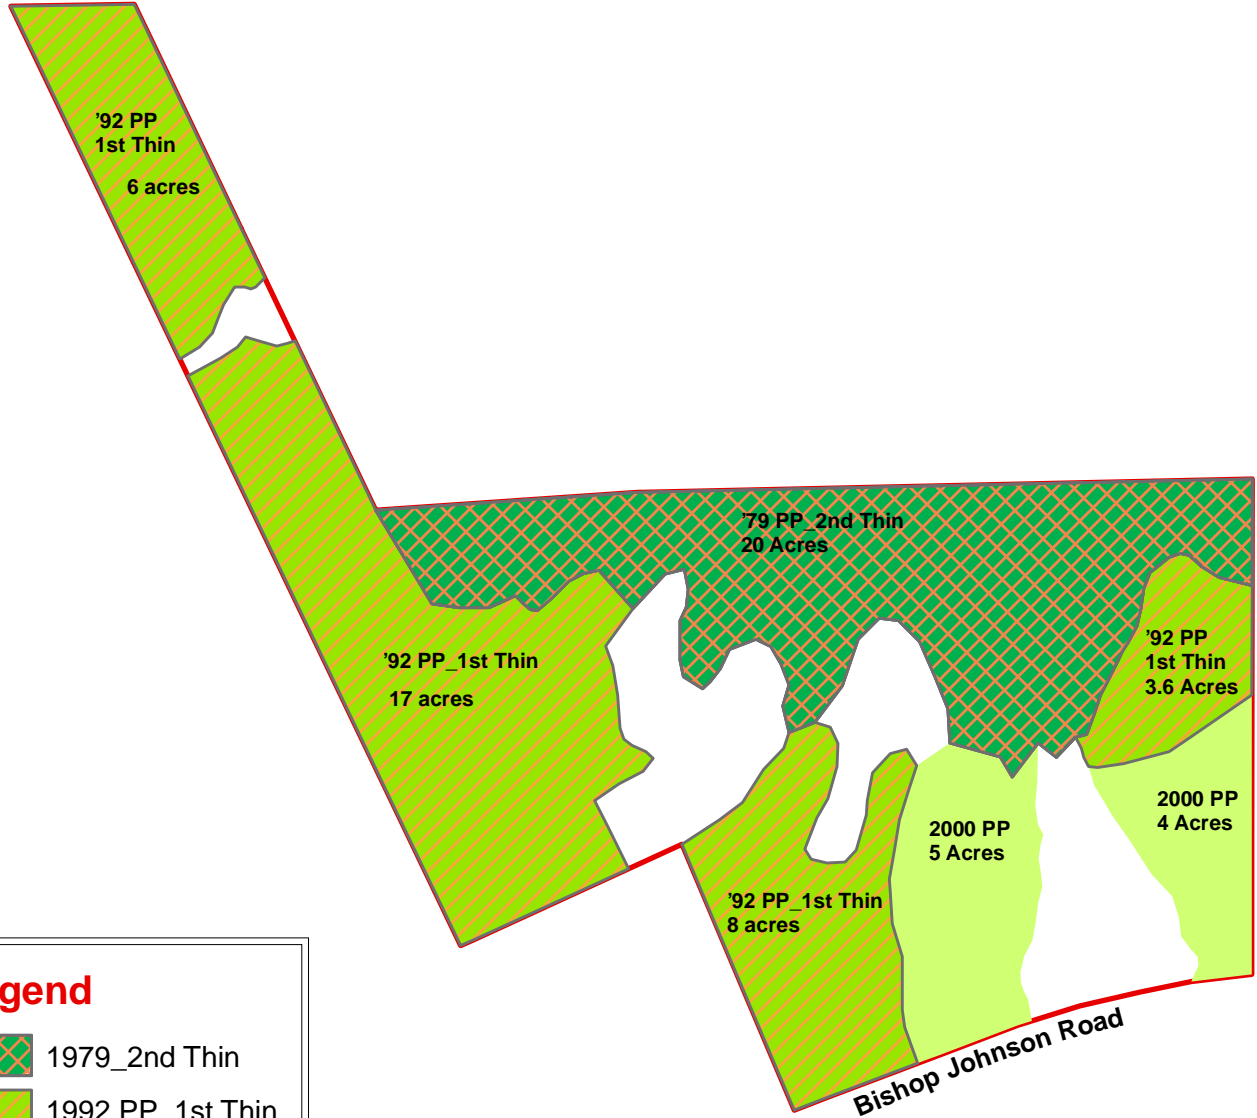 '92 PP
1st Thin
6 acres
'79 PP_2nd Thin
20 Acres
'92 PP_1st Thin
17 acres
'92 PP
1st Thin
3.6 Acres
2000 PP
4 Acres
2000 PP
5 Acres
'92 PP_1st Thin
8 acres
Bishop Johnson Road
gend
1979_2nd Thin
1992 PP_1st Thin